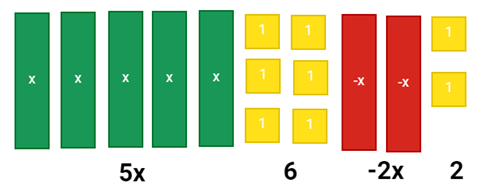 1 1 1
x x x x x 1 1 -x -x 1
1 1
5x 6 -2x 2